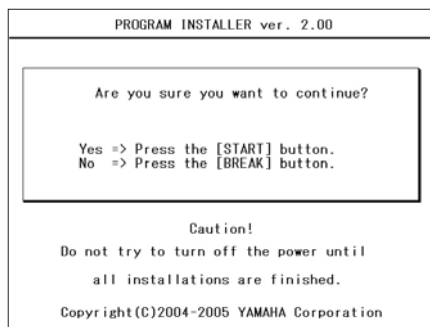 PROGRAM INSTALLER ver. 2.00
Are you sure you want to continue?
Yes => Press the [START] button.
No => Press the [BREAK] button.
Caution!
Do not try to turn off the power until
all installations are finished.
Copyright(C)2004-2005 YAMAHA Corporation